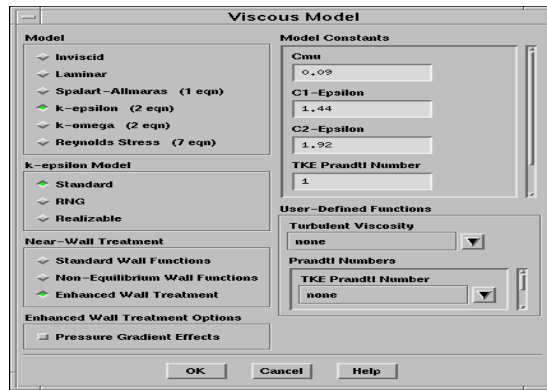 Viscous Model
Model
Inviscid
Laminar
Spalart-Allmaras (1 eqn)
k-epsilon (2 eqn)
k-omega (2 eqn)
Reynolds Stress (7 eqn)
k-epsilon Model
Standard
RNG
Realizable
Near-Wall Treatment
Standard Wall Functions
Non-Equilibrium Wall Functions
Enhanced Wall Treatment
Enhanced Wall Treatment Options
Pressure Gradient Effects
Model Constants
Cmu
0.09
C1-Epsilon
1.44
C2-Epsilon
1.92
TKE Prandtl Number
1
User-Defined Functions
Turbulent Viscosity
none
Prandtl Numbers
TKE Prandtl Number
none
OK
Cancel
Help